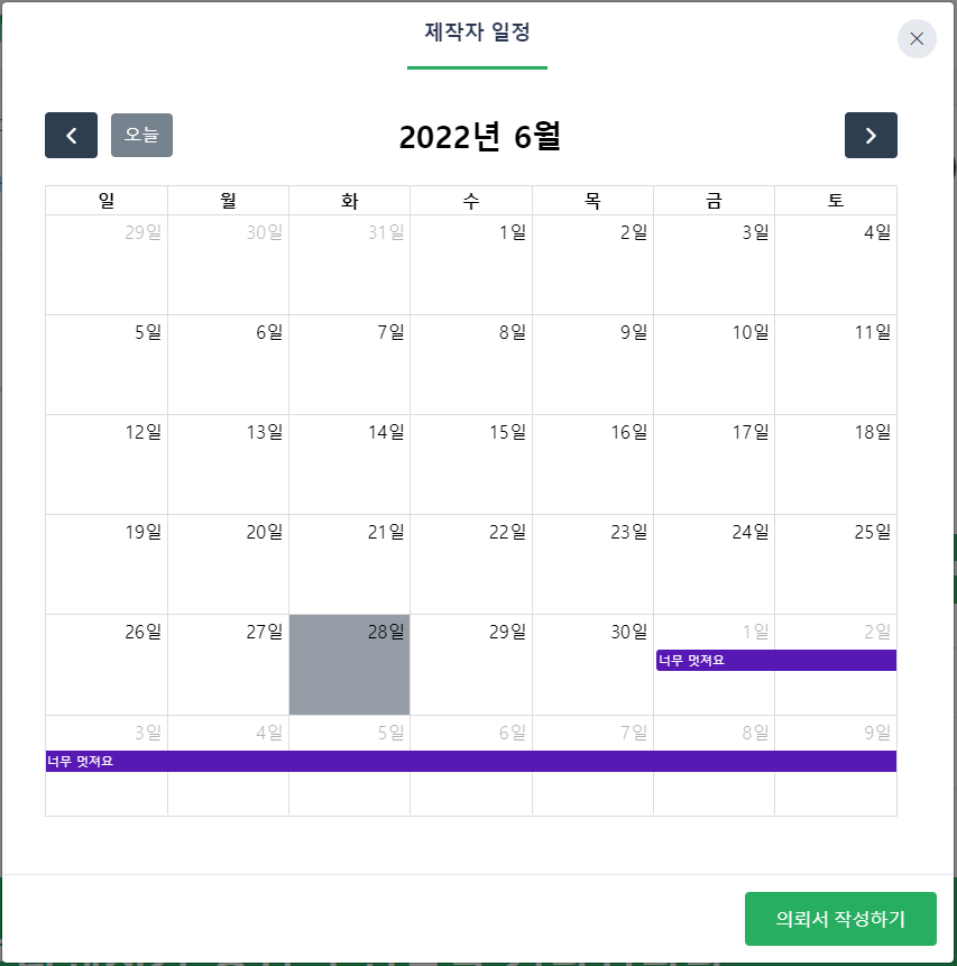 제작자 일정
오늘
2022년 6월
일 월 화 수 목 금 토
29일 30일 31일 1일 2일 3일 4일
5일 6일 7일 8일 9일 10일 11일
12일 13일 14일 15일 16일 17일 18일
19일 20일 21일 22일 23일 24일 25일
26일 27일 28일 29일 30일 1일 2일
너무 멋져요
3일 4일 5일 6일 7일 8일 9일
너무 멋져요
의뢰서 작성하기